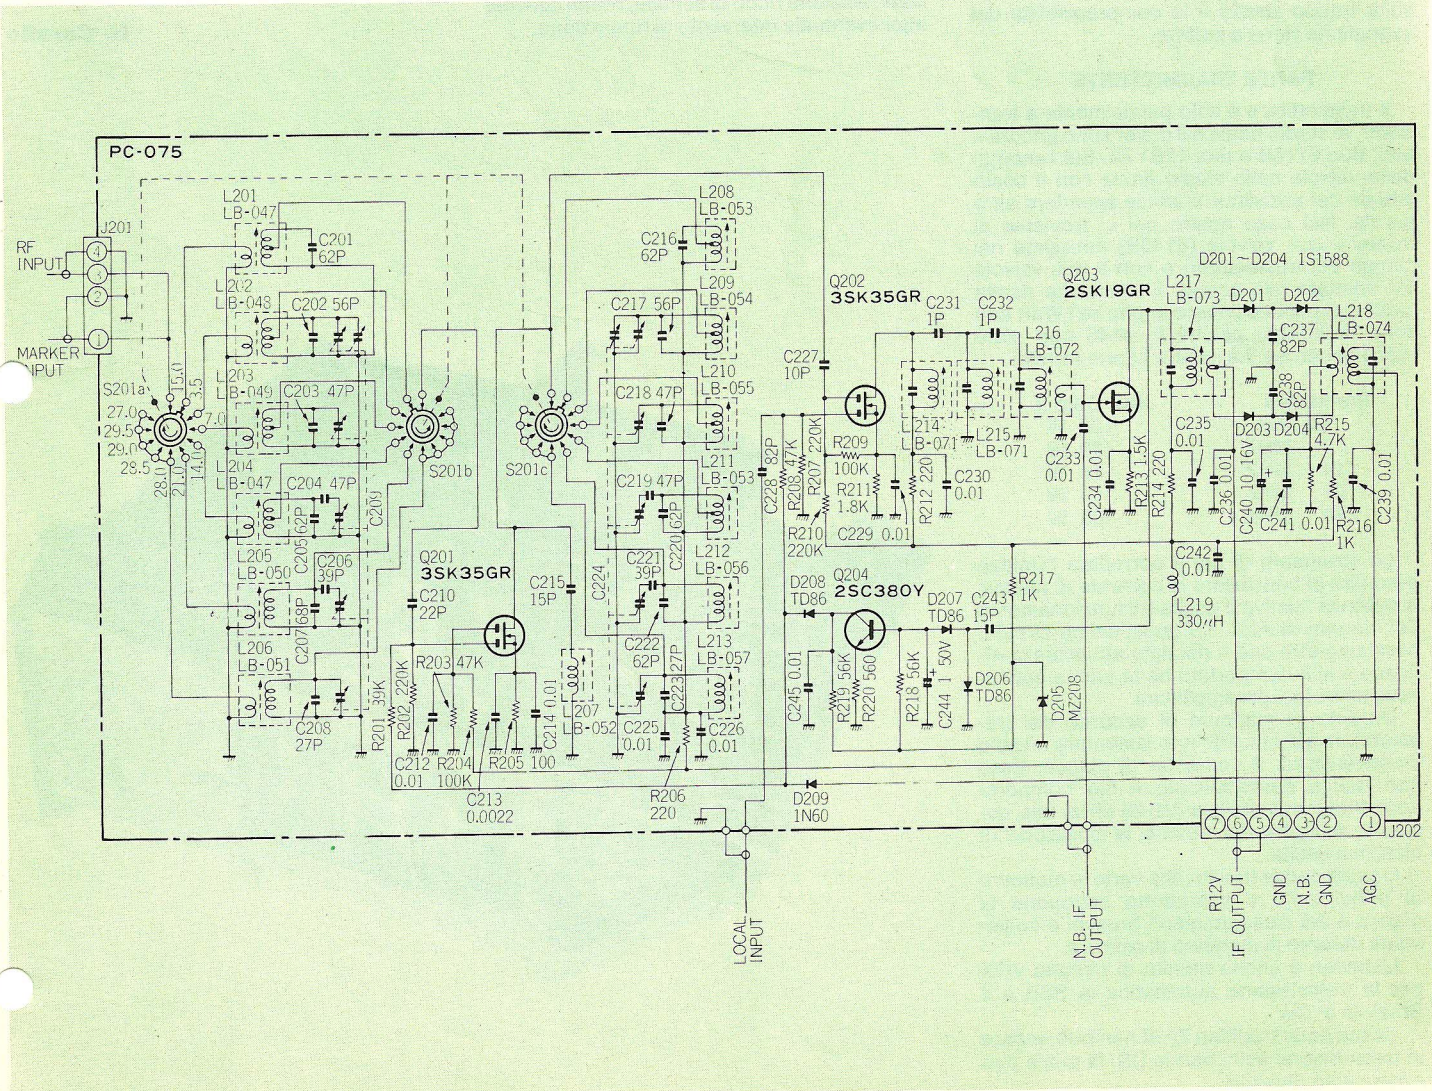 PC-075
J201
RF
INPUT
4
3
2
1
MARKER
INPUT
S201a
15.0
3.5
7.0
14.0
21.0
28.0
28.5
29.0
29.5
27.0
L201
LB-047
C201
62P
L202
LB-048
C202 56P
L203
LB-049
C203 47P
L204
LB-047
C204 47P
C205 62P
C209
L205
LB-050
C206
39P
C207 68P
L206
LB-051
C208
27P
S201b
S201c
Q201
3SK35GR
C210
22P
R201 39K
R202 220K
R203 47K
C212
0.01
R204
100K
C213
0.0022
R205 100
C214 0.01
C215
15P
L207
LB-052
L208
LB-053
C216
62P
L209
LB-054
C217 56P
L210
LB-055
C218 47P
L211
LB-053
C219 47P
C220 62P
L212
LB-056
C221
39P
C222
62P
C224
L213
LB-057
C223 27P
C225
0.01
C226
0.01
R206
220
Q202
3SK35GR
C227
10P
C228 82P
R208 47K
R207 220K
R209
100K
R210
220K
R211
1.8K
C229 0.01
R212 220
C230
0.01
C231
1P
C232
1P
L214
LB-071
L215
LB-071
L216
LB-072
C233
0.01
Q203
2SK19GR
C234 0.01
R213 1.5K
R214 220
C235
0.01
C236 0.01
L217
LB-073
D201~D204 1S1588
D201
D202
C237
82P
C238
82P
D203
D204
L218
LB-074
R215
4.7K
C240 10 16V
C241 0.01
R216
1K
C239 0.01
C242
0.01
L219
330μH
D208
TD86
Q204
2SC380Y
D207
TD86
C243
15P
R217
1K
C245 0.01
R219 56K
R220 560
R218 56K
C244 1 50V
D206
TD86
D205
MZ208
D209
1N60
7
6
5
4
3
2
1
J202
LOCAL
INPUT
N.B. IF
OUTPUT
R12V
IF OUTPUT
GND
N.B.
GND
AGC